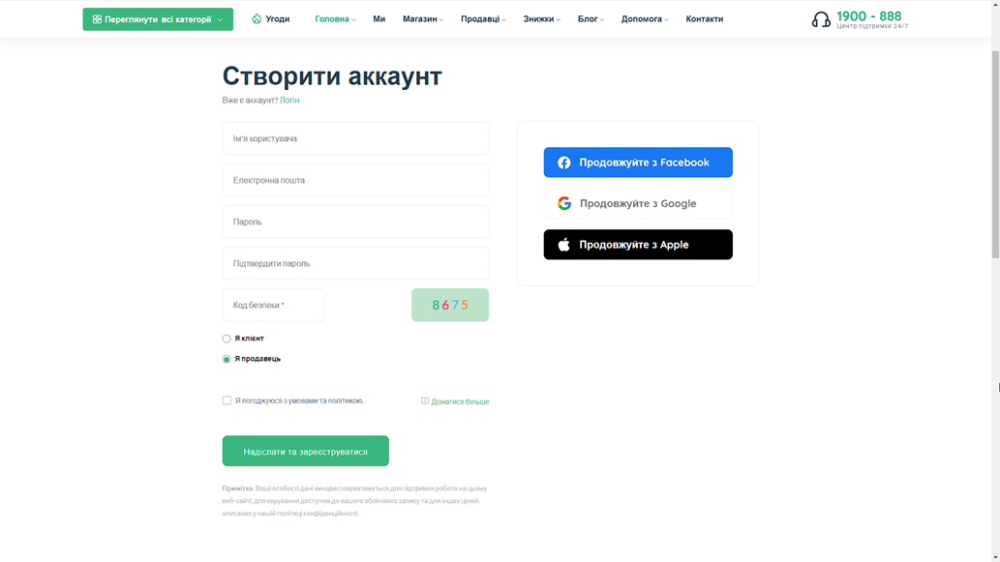 Переглянути всі категорії
Угоди
Головна
Ми
Магазин
Продавці
Знижки
Блог
Допомога
Контакти
1900 - 888
Центр підтримки 24/7
Створити аккаунт
Вже є аккаунт? Логін
Ім'я користувача
Електронна пошта
Пароль
Підтвердити пароль
Код безпеки *
8675
Я клієнт
Я продавець
Я погоджуюся з умовами та політикою.
Дізнатися більше
Надіслати та зареєструватися
Примітка. Ваші особисті дані використовуватимуться для підтримки роботи на цьому
веб-сайті, для керування доступом до вашого облікового запису та для інших цілей,
описаних у нашій політиці конфіденційності.
Продовжуйте з Facebook
Продовжуйте з Google
Продовжуйте з Apple